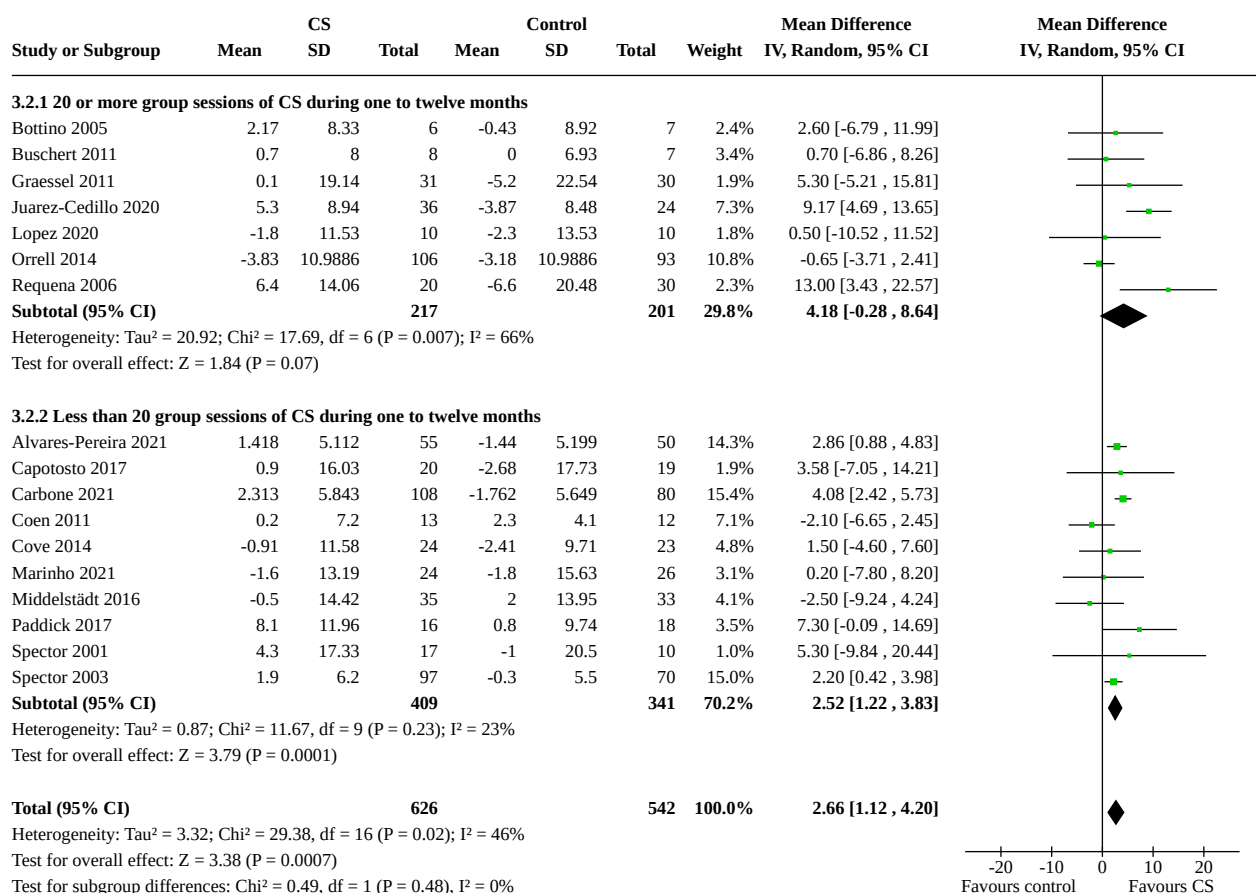 CS Control Mean Difference Mean Difference
Study or Subgroup Mean SD Total Mean SD Total Weight IV, Random, 95% CI IV, Random, 95% CI
3.2.1 20 or more group sessions of CS during one to twelve months
Bottino 2005 2.17 8.33 6 -0.43 8.92 7 2.4% 2.60 [-6.79 , 11.99]
Buschert 2011 0.7 8 8 0 6.93 7 3.4% 0.70 [-6.86 , 8.26]
Graessel 2011 0.1 19.14 31 -5.2 22.54 30 1.9% 5.30 [-5.21 , 15.81]
Juarez-Cedillo 2020 5.3 8.94 36 -3.87 8.48 24 7.3% 9.17 [4.69 , 13.65]
Lopez 2020 -1.8 11.53 10 -2.3 13.53 10 1.8% 0.50 [-10.52 , 11.52]
Orrell 2014 -3.83 10.9886 106 -3.18 10.9886 93 10.8% -0.65 [-3.71 , 2.41]
Requena 2006 6.4 14.06 20 -6.6 20.48 30 2.3% 13.00 [3.43 , 22.57]
Subtotal (95% CI) 217 201 29.8% 4.18 [-0.28 , 8.64]
Heterogeneity: Tau² = 20.92; Chi² = 17.69, df = 6 (P = 0.007); I² = 66%
Test for overall effect: Z = 1.84 (P = 0.07)
3.2.2 Less than 20 group sessions of CS during one to twelve months
Alvares-Pereira 2021 1.418 5.112 55 -1.44 5.199 50 14.3% 2.86 [0.88 , 4.83]
Capotosto 2017 0.9 16.03 20 -2.68 17.73 19 1.9% 3.58 [-7.05 , 14.21]
Carbone 2021 2.313 5.843 108 -1.762 5.649 80 15.4% 4.08 [2.42 , 5.73]
Coen 2011 0.2 7.2 13 2.3 4.1 12 7.1% -2.10 [-6.65 , 2.45]
Cove 2014 -0.91 11.58 24 -2.41 9.71 23 4.8% 1.50 [-4.60 , 7.60]
Marinho 2021 -1.6 13.19 24 -1.8 15.63 26 3.1% 0.20 [-7.80 , 8.20]
Middelstädt 2016 -0.5 14.42 35 2 13.95 33 4.1% -2.50 [-9.24 , 4.24]
Paddick 2017 8.1 11.96 16 0.8 9.74 18 3.5% 7.30 [-0.09 , 14.69]
Spector 2001 4.3 17.33 17 -1 20.5 10 1.0% 5.30 [-9.84 , 20.44]
Spector 2003 1.9 6.2 97 -0.3 5.5 70 15.0% 2.20 [0.42 , 3.98]
Subtotal (95% CI) 409 341 70.2% 2.52 [1.22 , 3.83]
Heterogeneity: Tau² = 0.87; Chi² = 11.67, df = 9 (P = 0.23); I² = 23%
Test for overall effect: Z = 3.79 (P = 0.0001)
Total (95% CI) 626 542 100.0% 2.66 [1.12 , 4.20]
Heterogeneity: Tau² = 3.32; Chi² = 29.38, df = 16 (P = 0.02); I² = 46%
Test for overall effect: Z = 3.38 (P = 0.0007)
Test for subgroup differences: Chi² = 0.49, df = 1 (P = 0.48), I² = 0%
-20 -10 0 10 20
Favours control Favours CS